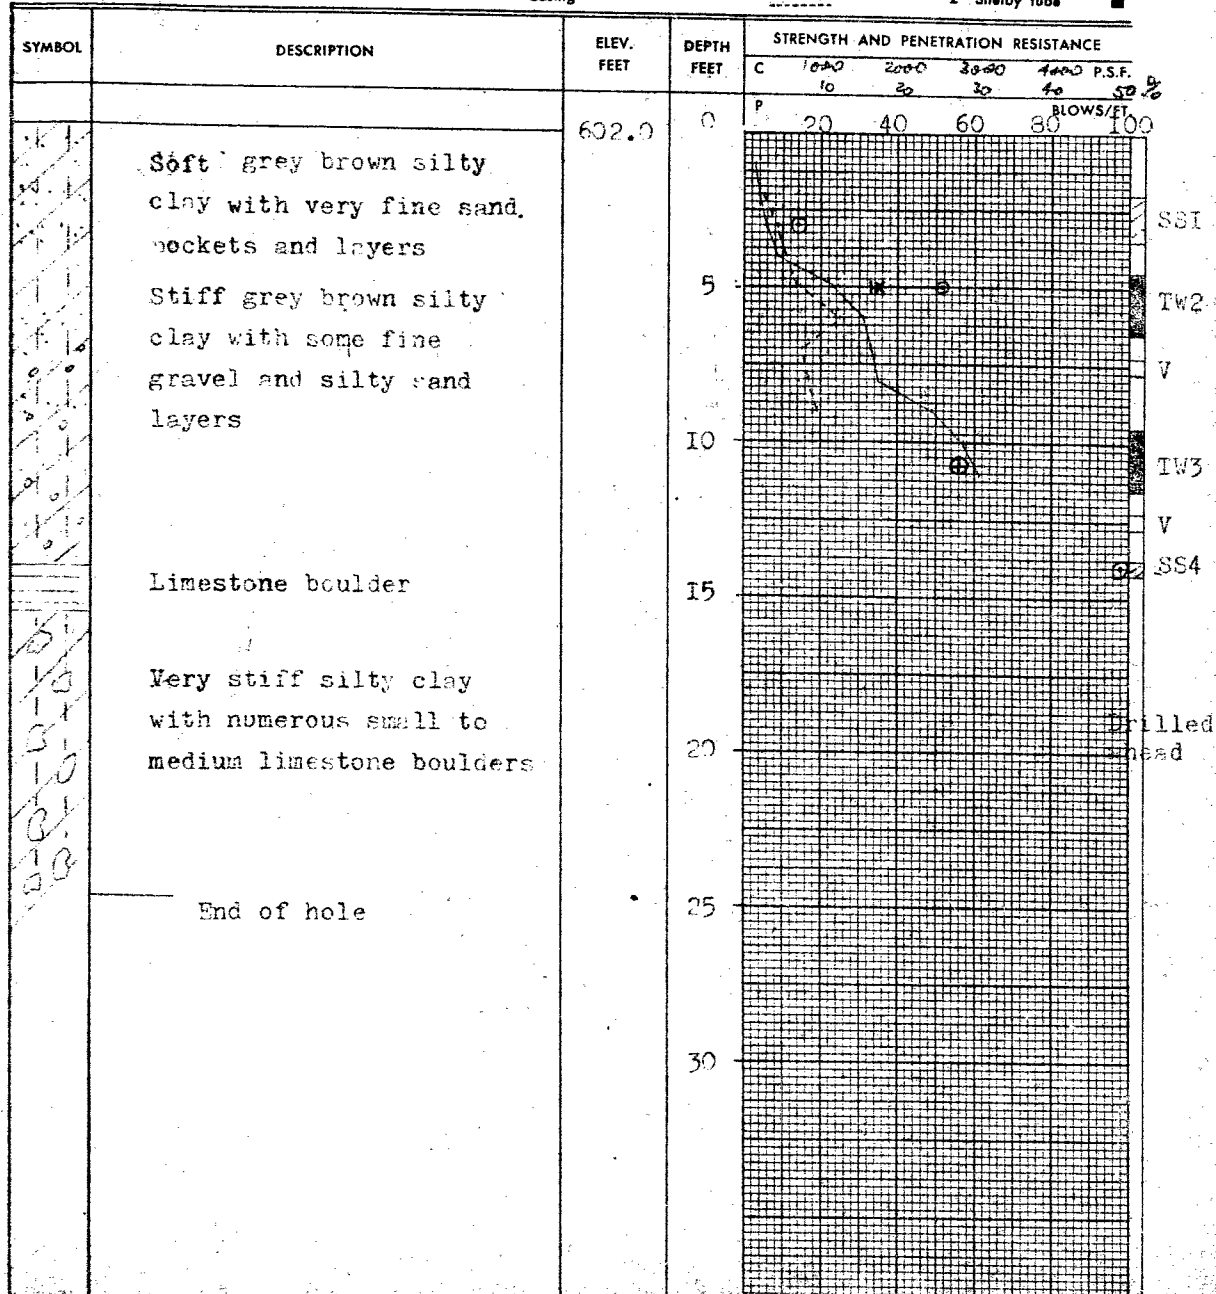 2" Shelby Tube
SYMBOL DESCRIPTION ELEV. FEET DEPTH FEET STRENGTH AND PENETRATION RESISTANCE
C 1000 2000 3000 4000 P.S.F.
10 20 30 40 50 %
P BLOWS/FT.
602.0 0 20 40 60 80 100
Soft grey brown silty
clay with very fine sand.
pockets and layers
SS1
Stiff grey brown silty
clay with some fine
gravel and silty sand
layers
5 TW2
V
10 TW3
V
SS4
Limestone boulder
15
Very stiff silty clay
with numerous small to
medium limestone boulders
Drilled
20 ahead
End of hole
25
30